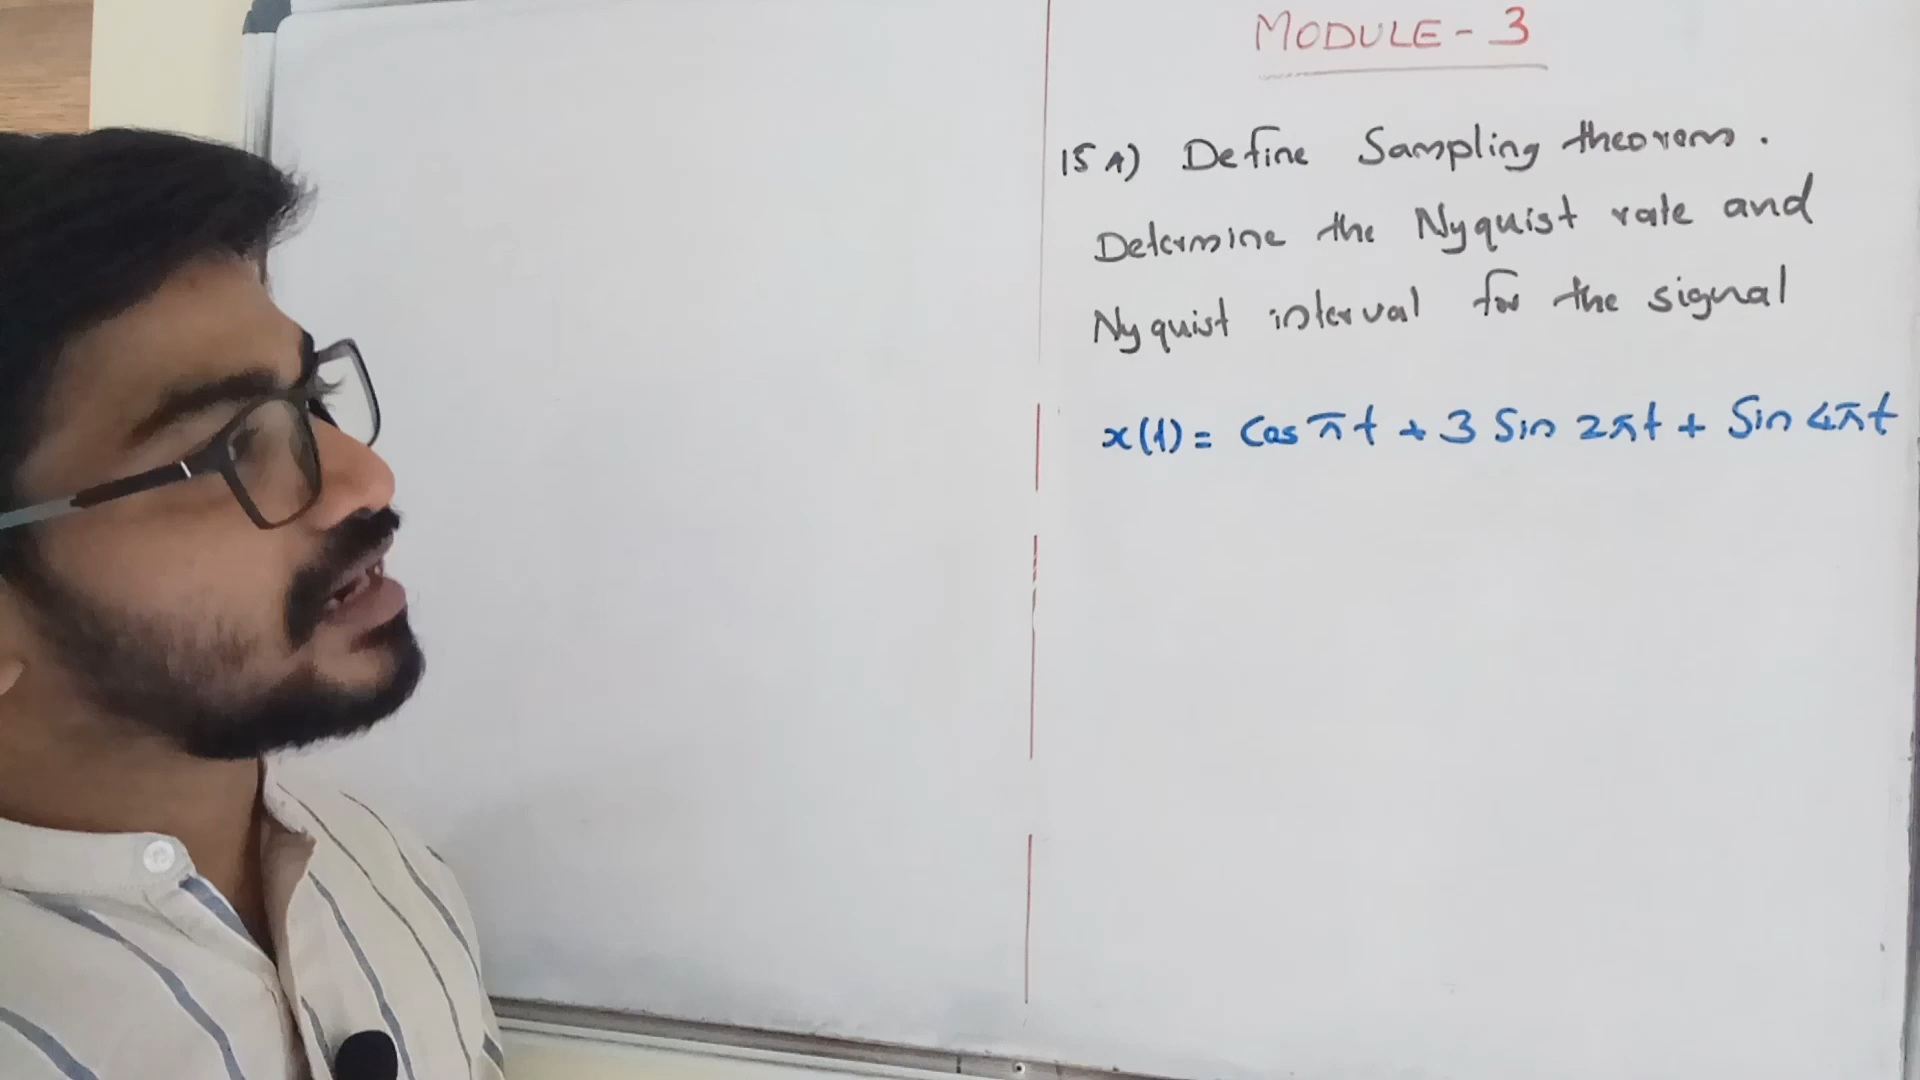 MODULE - 3
15 A) Define Sampling theorem.
Determine the Nyquist rate and
Nyquist interval for the signal
x(t) = Cos πt + 3 Sin 2πt + Sin 4πt